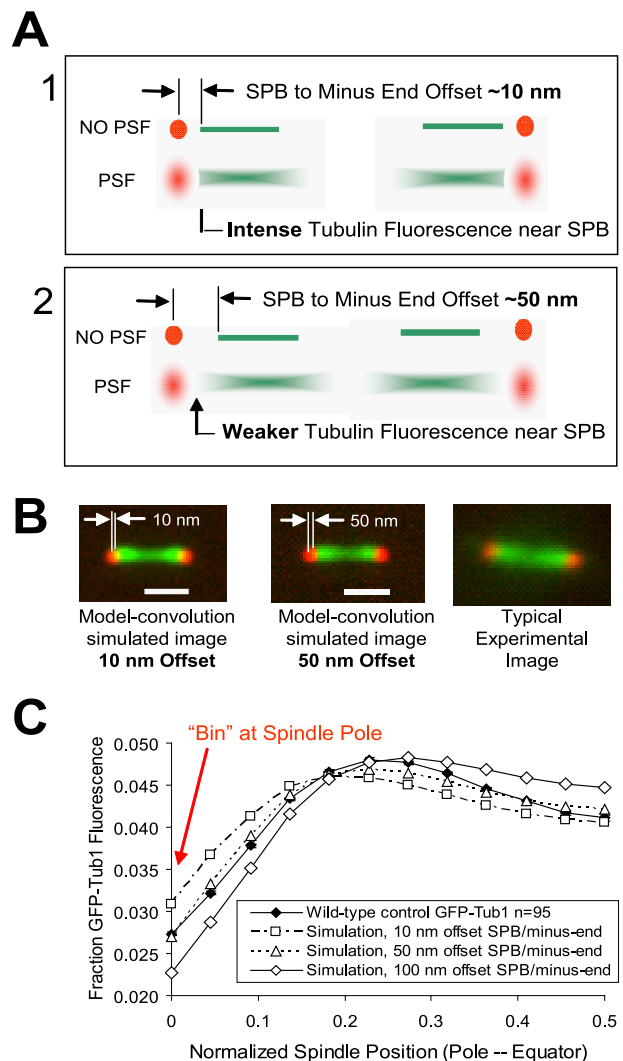 A
1
SPB to Minus End Offset ~10 nm
NO PSF
PSF
Intense Tubulin Fluorescence near SPB
2
SPB to Minus End Offset ~50 nm
NO PSF
PSF
Weaker Tubulin Fluorescence near SPB
B
10 nm
50 nm
Model-convolution
simulated image
10 nm Offset
Model-convolution
simulated image
50 nm Offset
Typical
Experimental
Image
C
"Bin" at Spindle Pole
Fraction GFP-Tub1 Fluorescence
0.050
0.045
0.040
0.035
0.030
0.025
0.020
Wild-type control GFP-Tub1 n=95
Simulation, 10 nm offset SPB/minus-end
Simulation, 50 nm offset SPB/minus-end
Simulation, 100 nm offset SPB/minus-end
0 0.1 0.2 0.3 0.4 0.5
Normalized Spindle Position (Pole -- Equator)